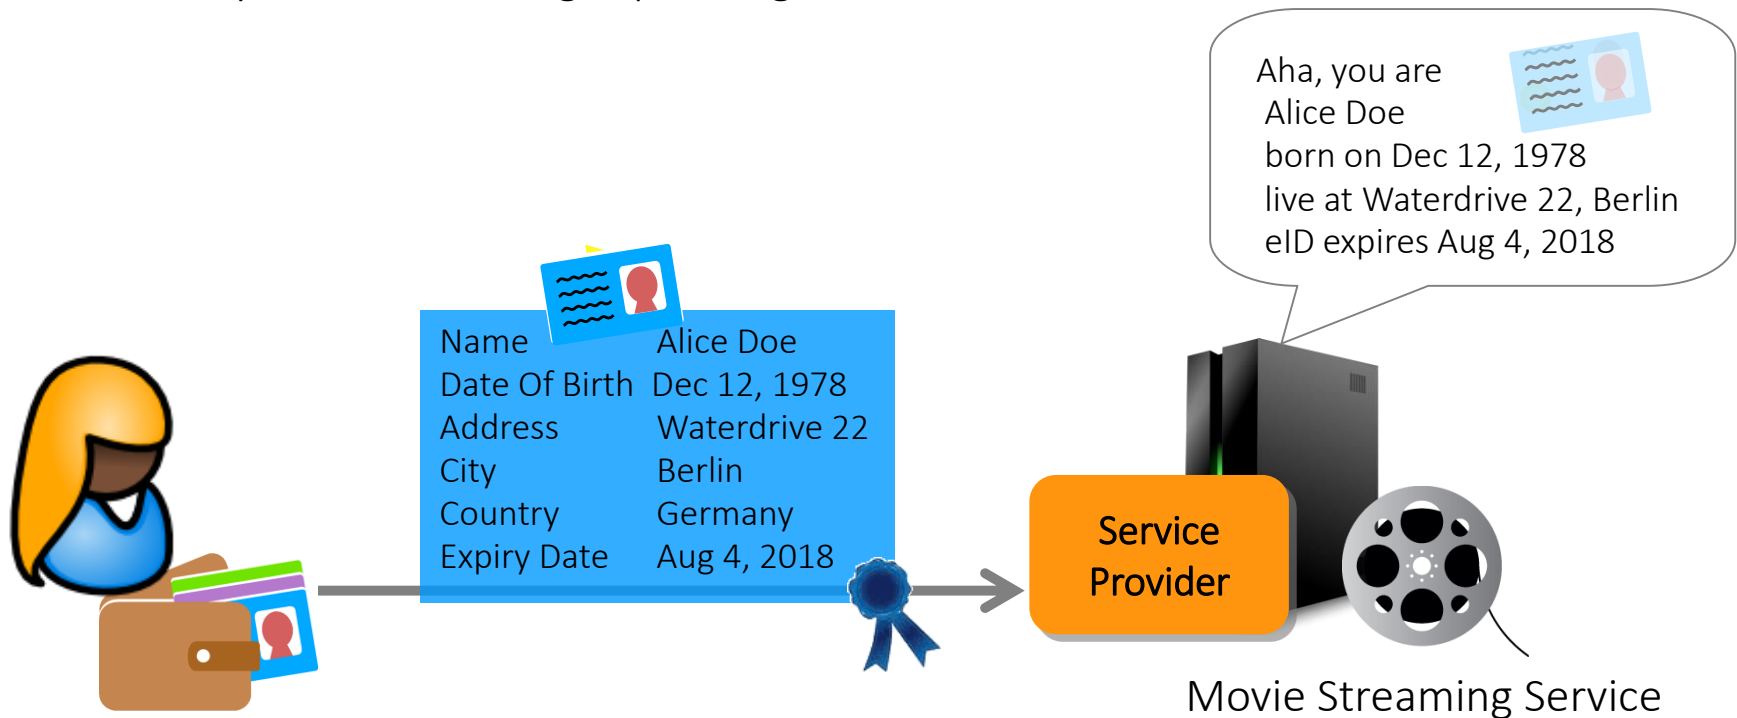 Aha, you are
Alice Doe
born on Dec 12, 1978
live at Waterdrive 22, Berlin
eID expires Aug 4, 2018
Name Alice Doe
Date Of Birth Dec 12, 1978
Address Waterdrive 22
City Berlin
Country Germany
Expiry Date Aug 4, 2018
Service
Provider
Movie Streaming Service